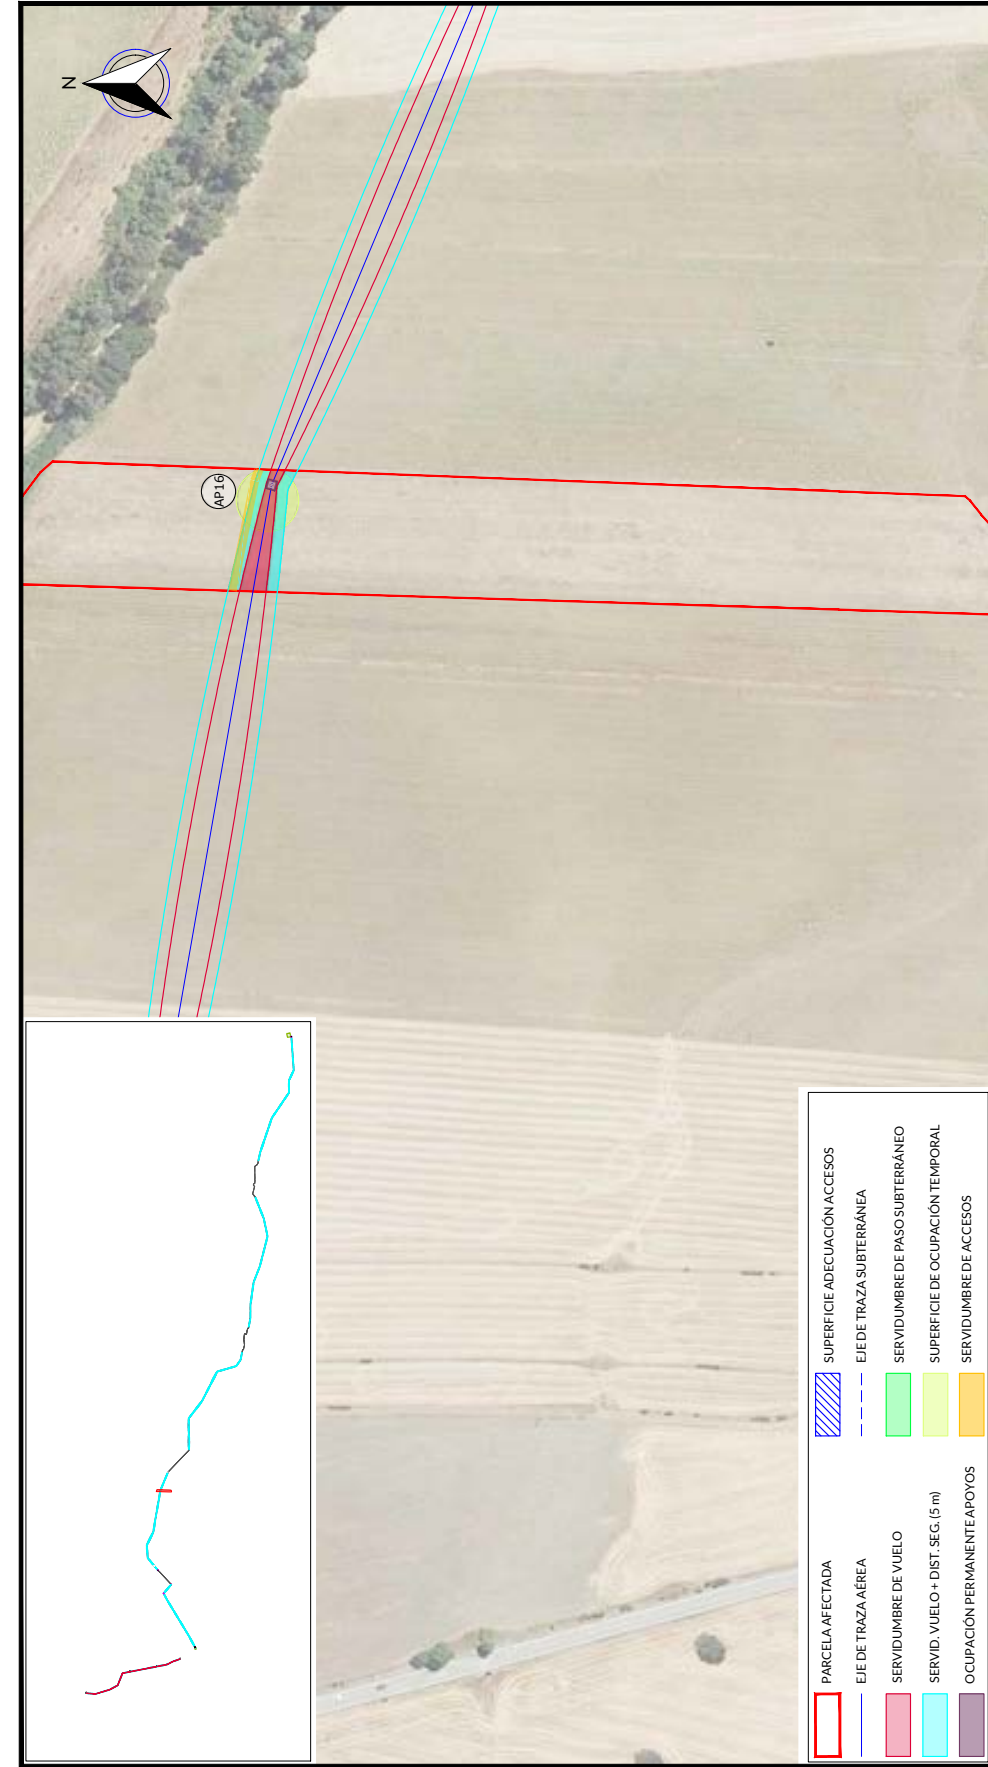 N
AP16
PARCELA AFECTADA
EJE DE TRAZA AÉREA
SERVIDUMBRE DE VUELO
SERVID. VUELO + DIST. SEG. (5 m)
OCUPACIÓN PERMANENTE APOYOS
SUPERFICIE ADECUACIÓN ACCESOS
EJE DE TRAZA SUBTERRÁNEA
SERVIDUMBRE DE PASO SUBTERRÁNEO
SUPERFICIE DE OCUPACIÓN TEMPORAL
SERVIDUMBRE DE ACCESOS